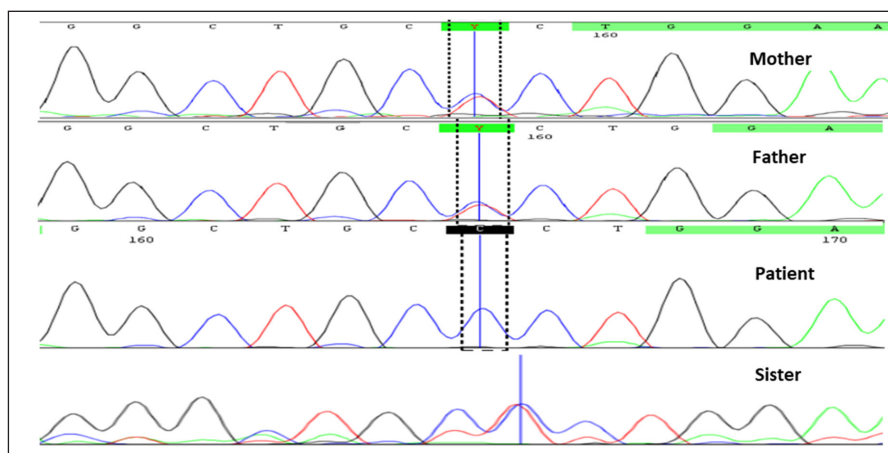 G G C T G C Y C T G G A A
160
Mother
G G C T G C Y C T G G A
160
Father
G G C T G C C C T G G A
160 170
Patient
Sister